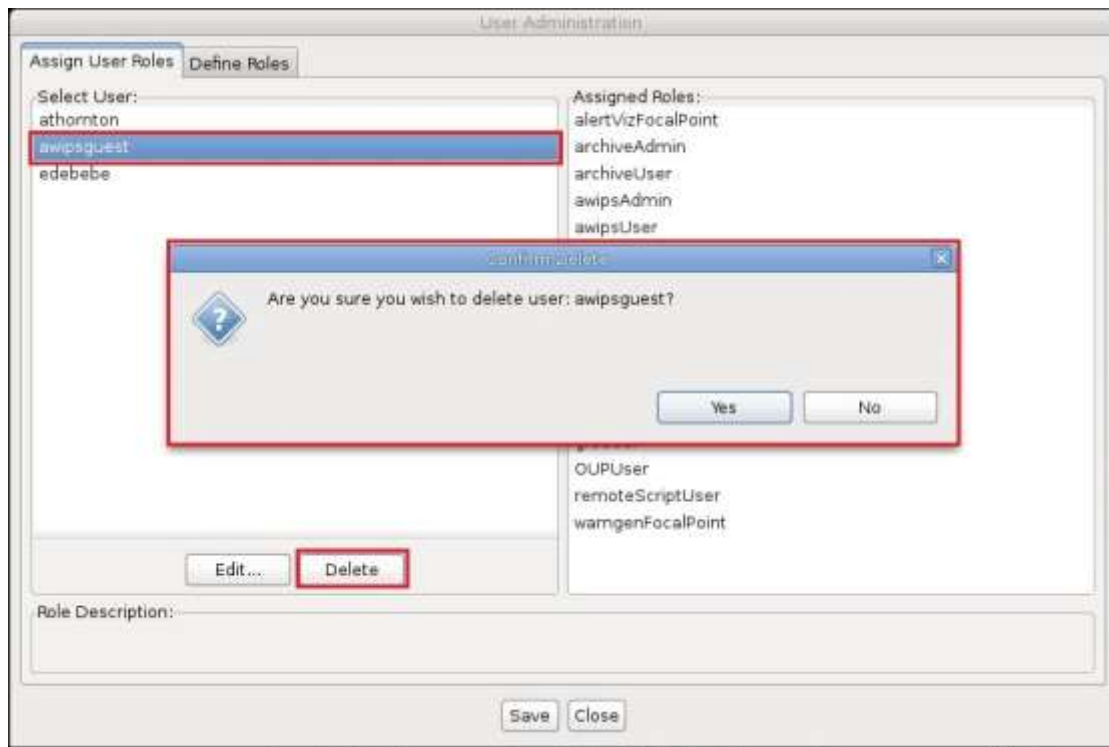 User Administration
Assign User Roles
Define Roles
Select User:
athornton
awipsguest
edebebe
Assigned Roles:
alertVizFocalPoint
archiveAdmin
archiveUser
awipsAdmin
awipsUser
Confirm Delete
Are you sure you wish to delete user: awipsguest?
Yes
No
OUPUser
remoteScriptUser
warngenFocalPoint
Edit...
Delete
Role Description:
Save
Close